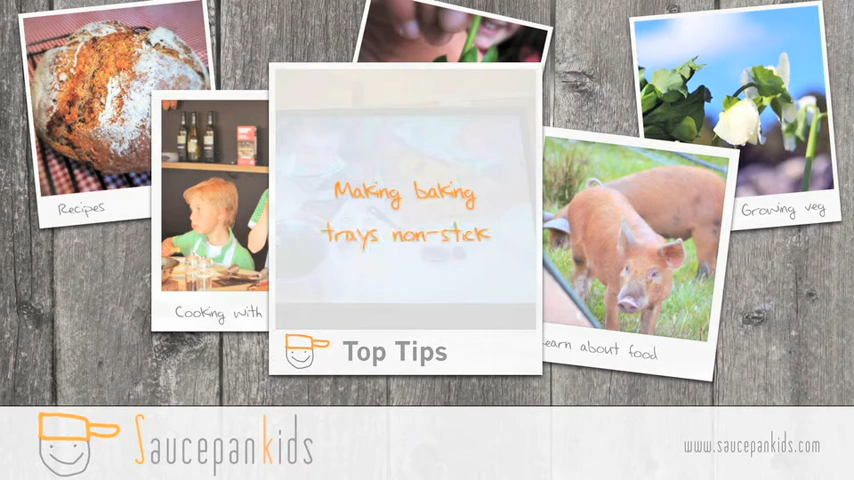 Recipes
Cooking with
Making baking
trays non-stick
Top Tips
earn about food
Growing veg
Saucepankids
www.saucepankids.com